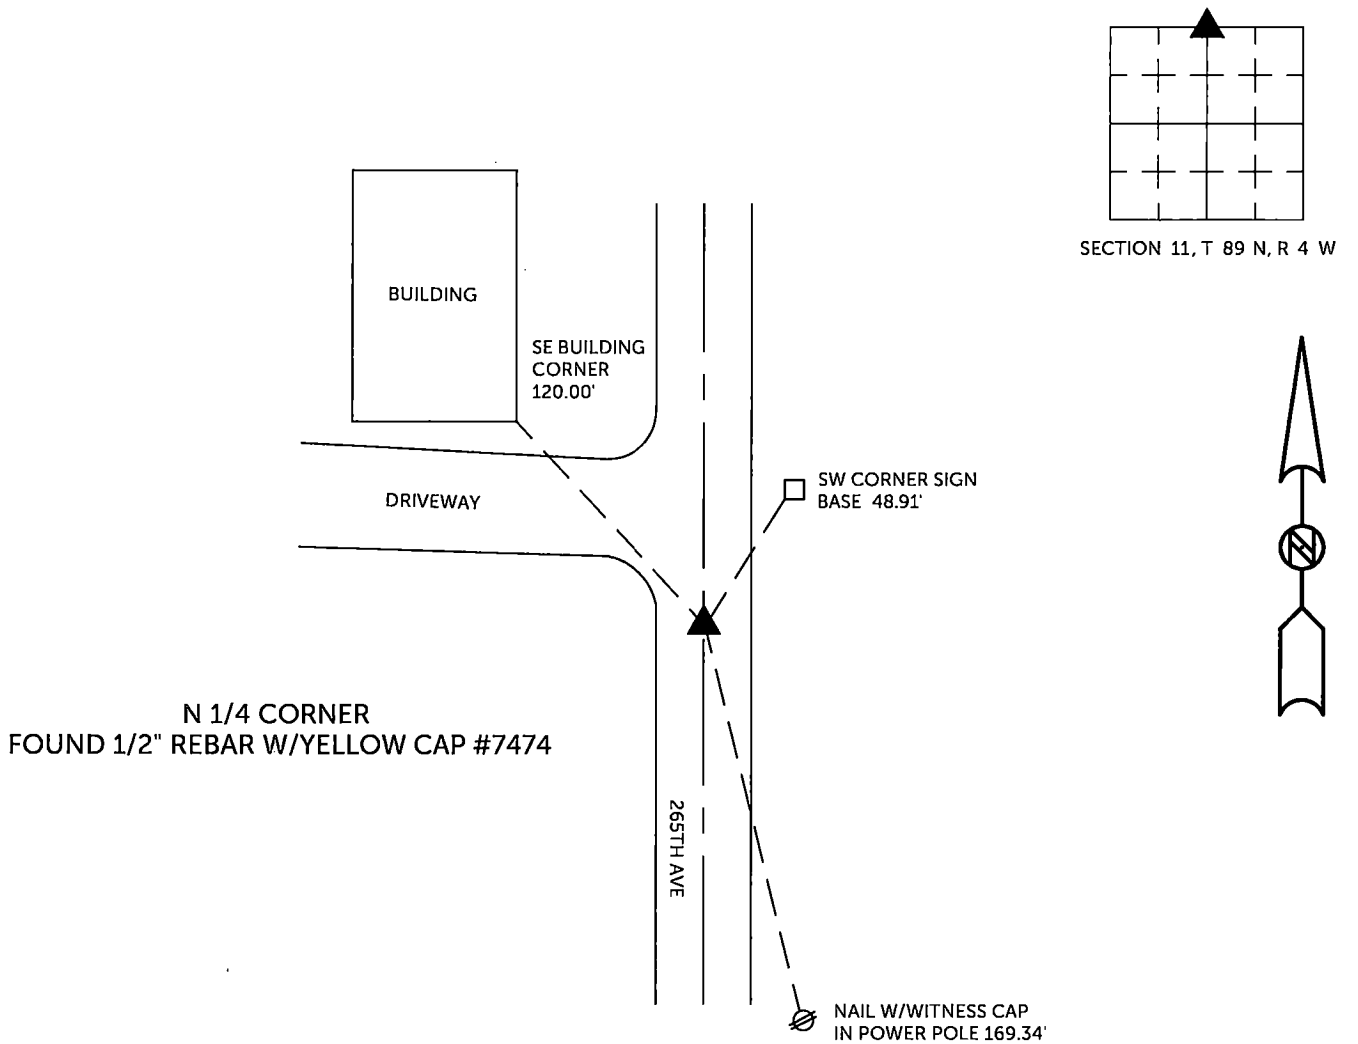 SECTION 11, T 89 N, R 4 W
BUILDING
SE BUILDING
CORNER
120.00'
DRIVEWAY
SW CORNER SIGN
BASE 48.91'
N
N 1/4 CORNER
FOUND 1/2" REBAR W/YELLOW CAP #7474
265TH AVE
NAIL W/WITNESS CAP
IN POWER POLE 169.34'